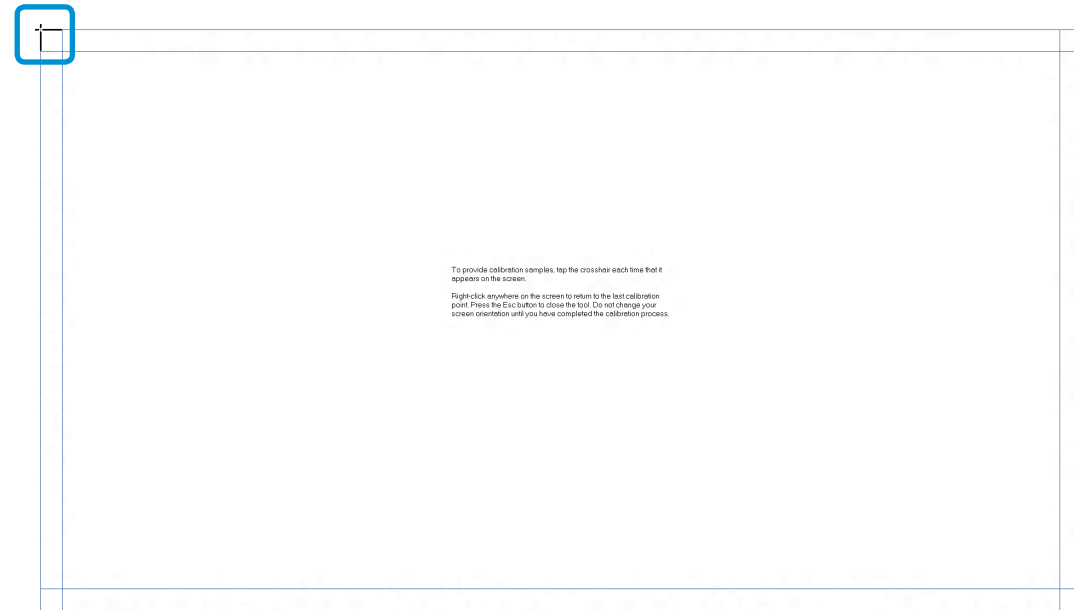 To provide calibration samples, tap the crosshair each time that it
appears on the screen.
Right-click anywhere on the screen to return to the last calibration
point. Press the Esc button to close the tool. Do not change your
screen orientation until you have completed the calibration process.